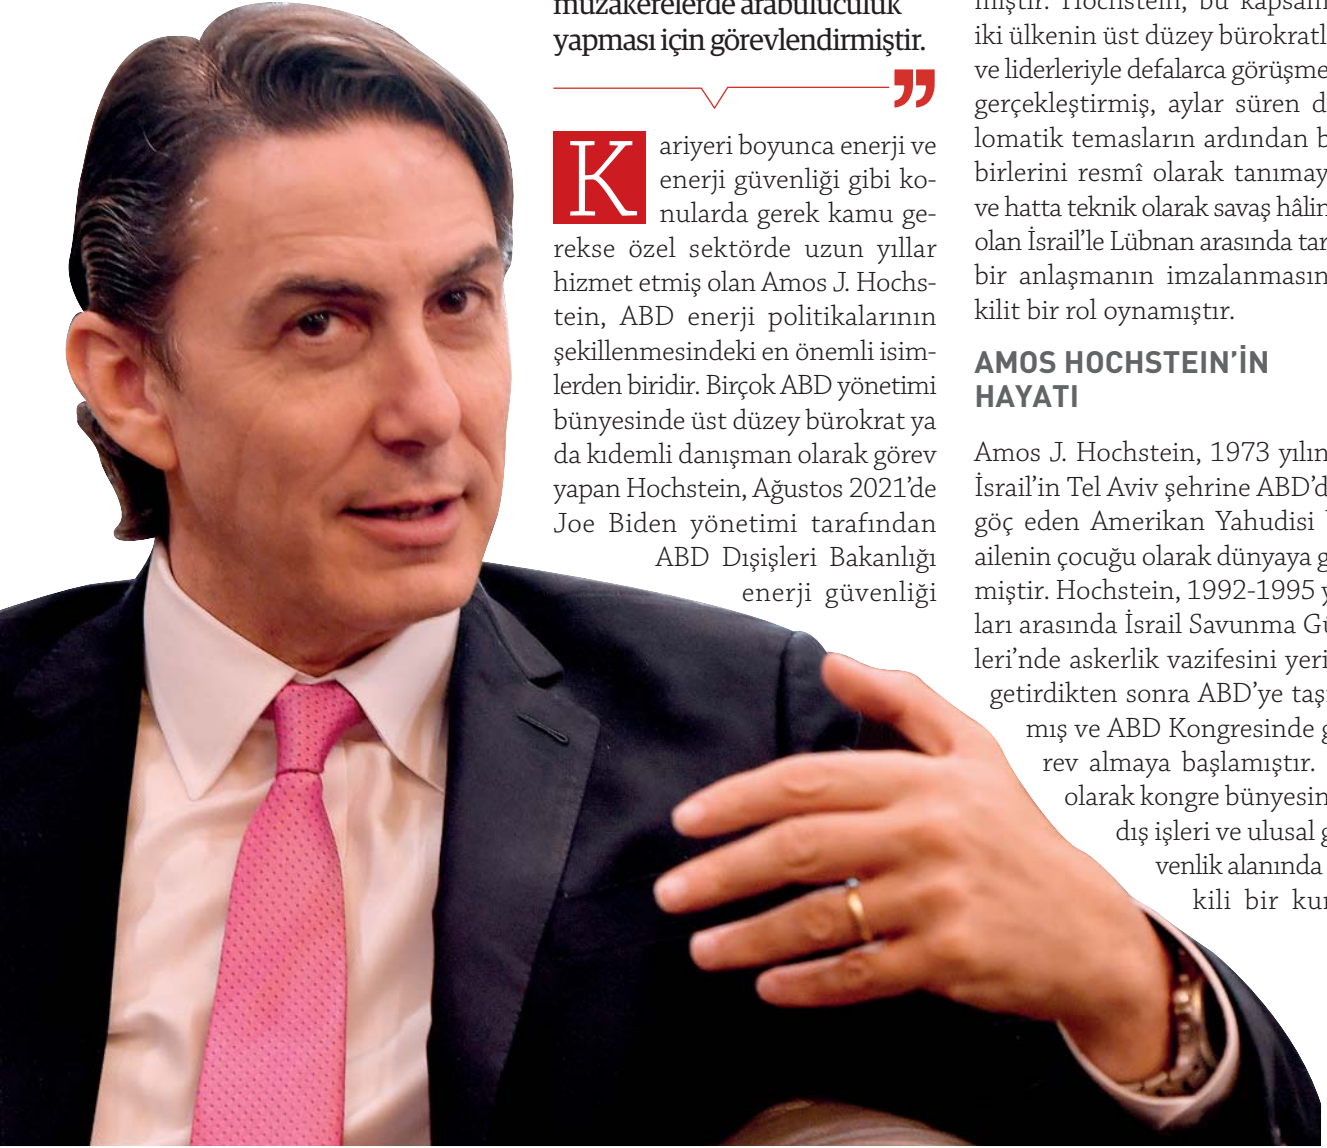 müzakerelerde arabuluculuk
yapması için görevlendirmiştir.
”
Kariyeri boyunca enerji ve
enerji güvenliği gibi ko-
nularda gerek kamu ge-
rekse özel sektörde uzun yıllar
hizmet etmiş olan Amos J. Hochs-
tein, ABD enerji politikalarının
şekillenmesindeki en önemli isim-
lerden biridir. Birçok ABD yönetimi
bünyesinde üst düzey bürokrat ya
da kıdemli danışman olarak görev
yapan Hochstein, Ağustos 2021’de
Joe Biden yönetimi tarafından
ABD Dışişleri Bakanlığı
enerji güvenliği
miştir. Hochstein, bu kapsam
iki ülkenin üst düzey bürokratl
ve liderleriyle defalarca görüşme
gerçekleştirmiş, aylar süren d
lomatik temasların ardından b
birlerini resmî olarak tanımay
ve hatta teknik olarak savaş hâlin
olan İsrail’le Lübnan arasında tar
bir anlaşmanın imzalanmasın
kilit bir rol oynamıştır.
AMOS HOCHSTEIN’İN
HAYATI
Amos J. Hochstein, 1973 yılın
İsrail’in Tel Aviv şehrine ABD’d
göç eden Amerikan Yahudisi
ailenin çocuğu olarak dünyaya g
miştir. Hochstein, 1992-1995 y
ları arasında İsrail Savunma Gü
leri’nde askerlik vazifesini yeri
getirdikten sonra ABD’ye taş
mış ve ABD Kongresinde g
rev almaya başlamıştır.
olarak kongre bünyesin
dış işleri ve ulusal g
venlik alanında
kili bir kur